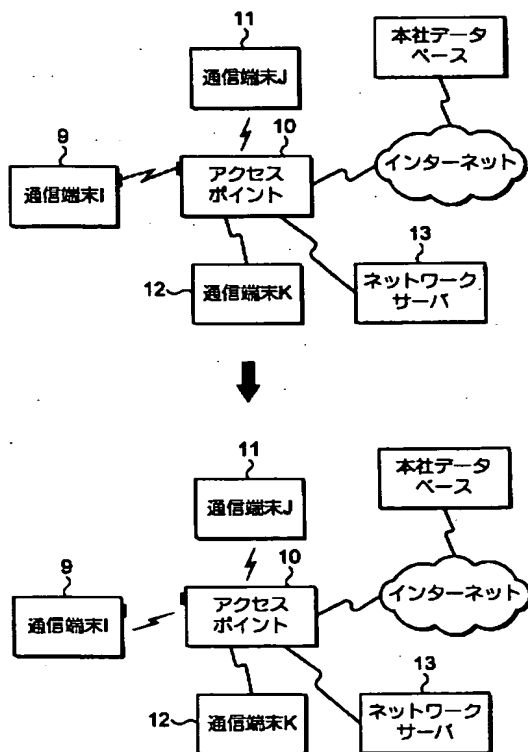 11
通信端末J
本社データ
ベース
9
通信端末I
10
アクセス
ポイント
インターネット
12
通信端末K
13
ネットワーク
サーバ
11
通信端末J
本社データ
ベース
9
通信端末I
10
アクセス
ポイント
インターネット
12
通信端末K
13
ネットワーク
サーバ